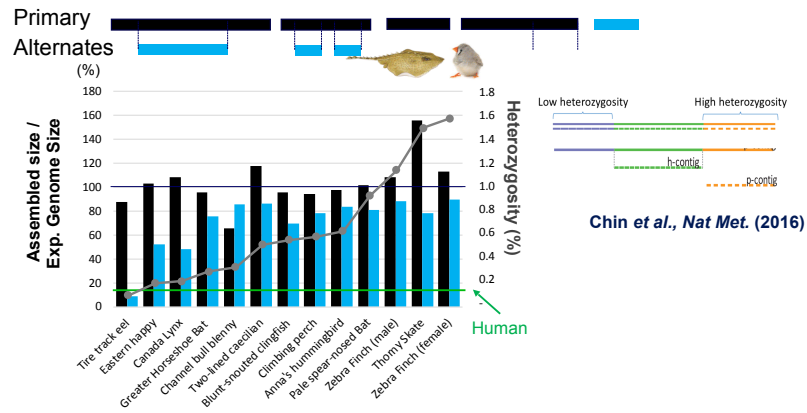 Primary
Alternates
(%)
180
160
140
120
100
80
60
40
20
0
Assembled size /
Exp. Genome Size
1.8
1.6
1.4
1.2
1.0
0.8
0.6
0.4
0.2
-
Heterozygosity (%)
Human
Tire track eel
Eastern happy
Canada Lynx
Greater Horseshoe Bat
Channel bull blenny
Two-lined caecilian
Blunt-snouted clingfish
Climbing perch
Anna's hummingbird
Pale spear-nosed Bat
Zebra Finch (male)
Thorny Skate
Zebra Finch (female)
Low heterozygosity
High heterozygosity
h-contig
p-contig
Chin et al., Nat Met. (2016)